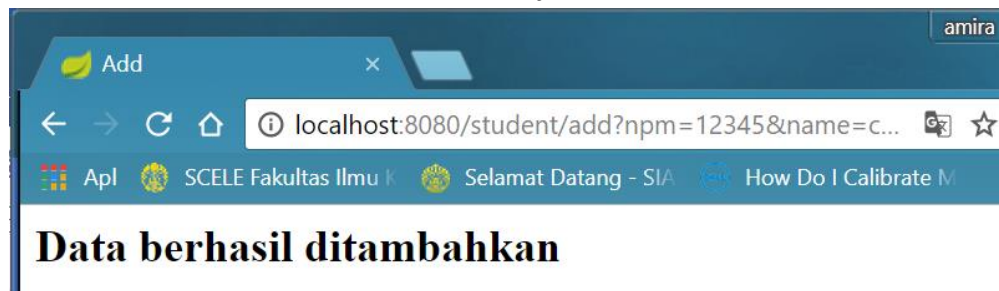 amira
Add
localhost:8080/student/add?npm=12345&name=c...
Apl SCELE Fakultas Ilmu K Selamat Datang - SIA How Do I Calibrate M
Data berhasil ditambahkan